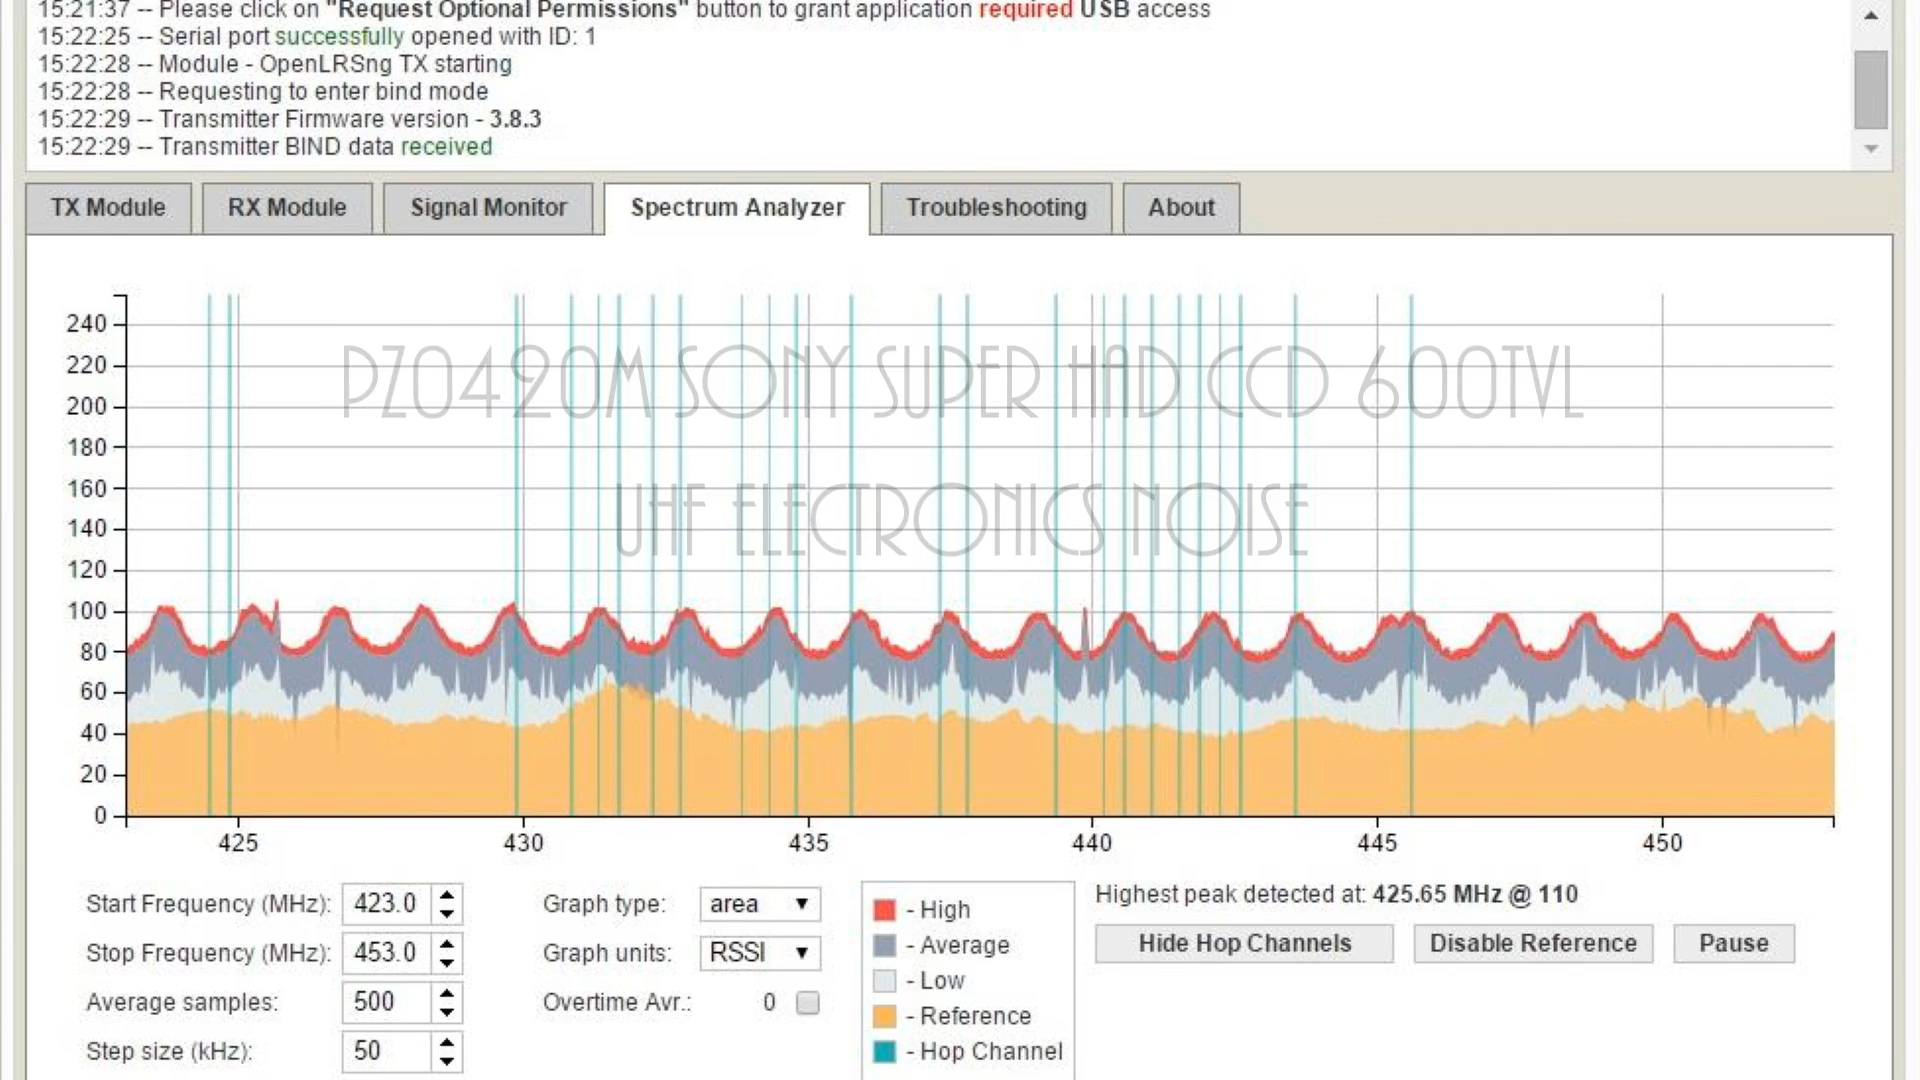 15:21:37 -- Please click on "Request Optional Permissions" button to grant application required USB access
15:22:25 -- Serial port successfully opened with ID: 1
15:22:28 -- Module - OpenLRSng TX starting
15:22:28 -- Requesting to enter bind mode
15:22:29 -- Transmitter Firmware version - 3.8.3
15:22:29 -- Transmitter BIND data received
TX Module RX Module Signal Monitor Spectrum Analyzer Troubleshooting About
240
220
200
180
160
140
120
100
80
60
40
20
0
PZ0420M SONY SUPER HAD CCD 600TVL
UHF ELECTRONICS NOISE
425 430 435 440 445 450
Start Frequency (MHz): 423.0
Stop Frequency (MHz): 453.0
Average samples: 500
Step size (kHz): 50
Graph type: area
Graph units: RSSI
Overtime Avr.: 0
- High
- Average
- Low
- Reference
- Hop Channel
Highest peak detected at: 425.65 MHz @ 110
Hide Hop Channels Disable Reference Pause